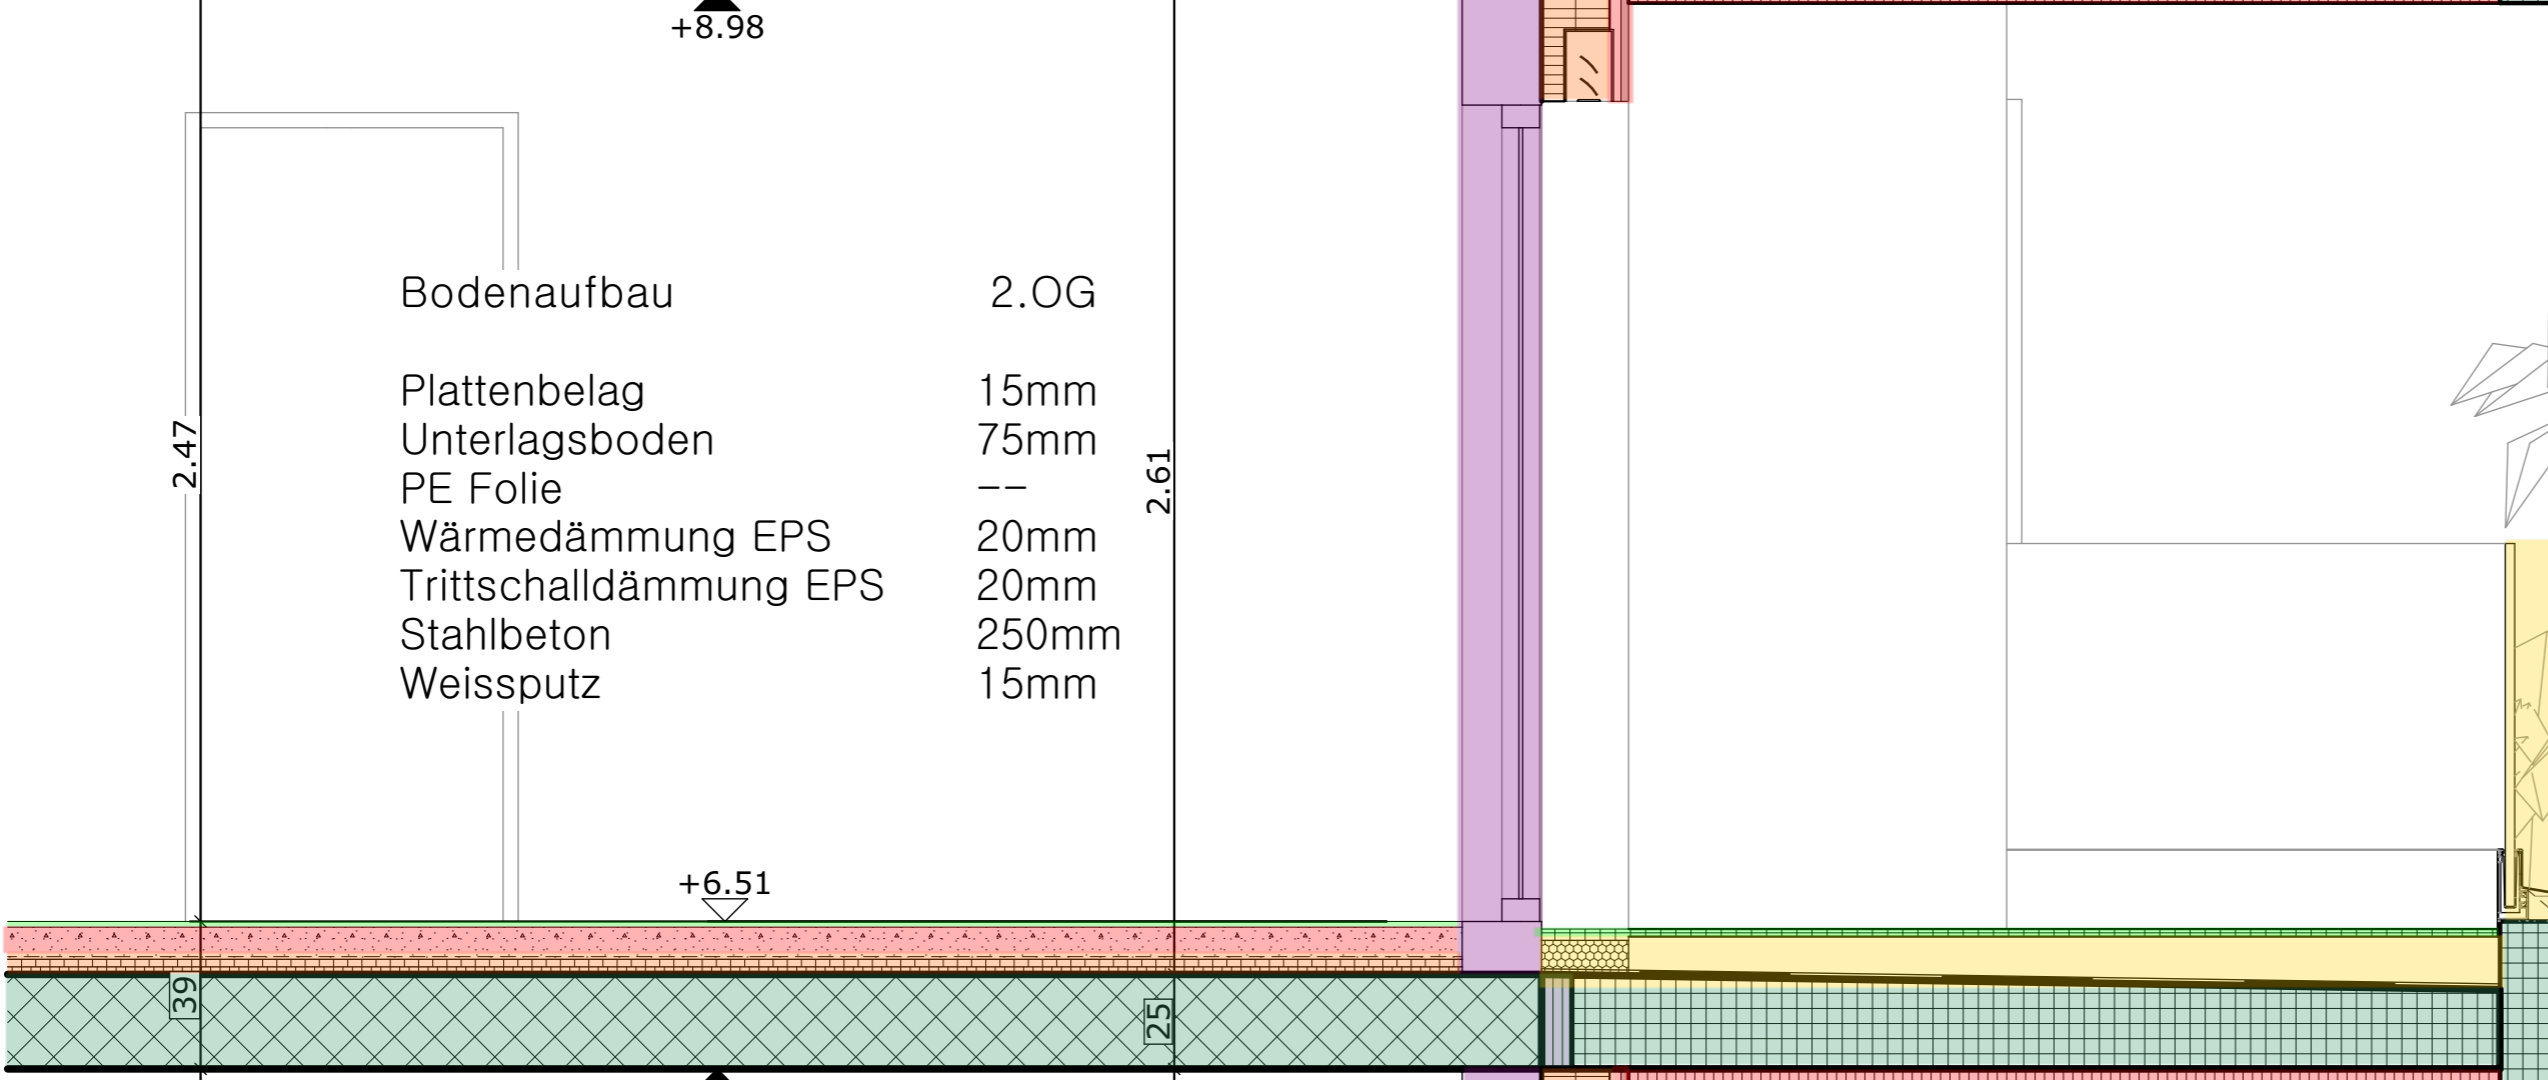 +8.98
Bodenaufbau 2.OG
Plattenbelag 15mm
Unterlagsboden 75mm
PE Folie --
Wärmedämmung EPS 20mm
Trittschalldämmung EPS 20mm
Stahlbeton 250mm
Weissputz 15mm
2.47
2.61
+6.51
39
25